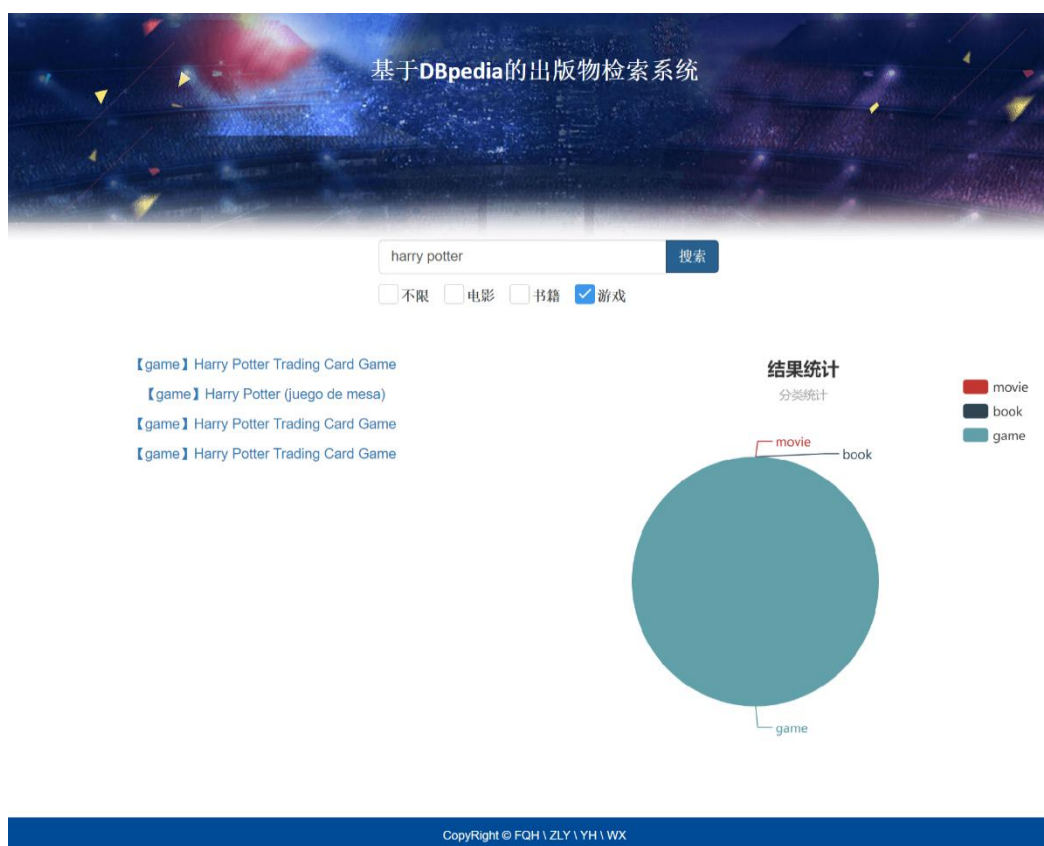 基于DBpedia的出版物检索系统
harry potter
搜索
不限 电影 书籍 游戏
【game】Harry Potter Trading Card Game
【game】Harry Potter (juego de mesa)
【game】Harry Potter Trading Card Game
【game】Harry Potter Trading Card Game
结果统计
分类统计
movie
book
game
movie
book
game
CopyRight © FQH \ ZLY \ YH \ WX